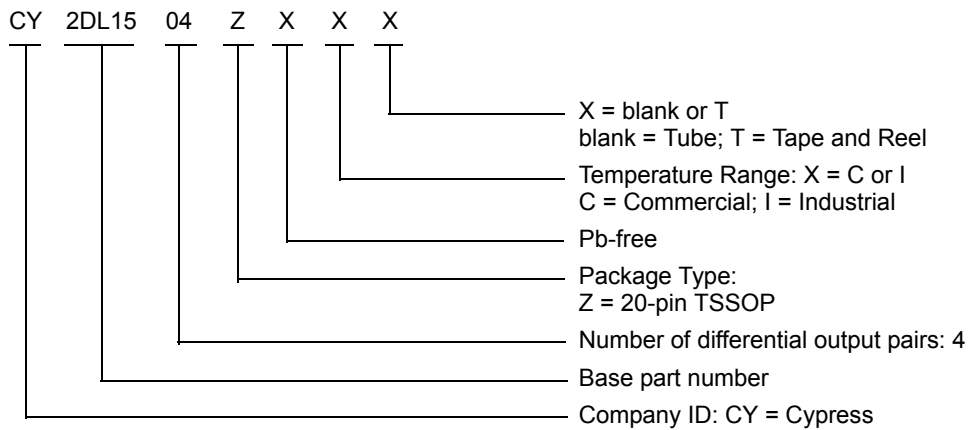 CY 2DL15 04 Z X X X
X = blank or T
blank = Tube; T = Tape and Reel
Temperature Range: X = C or I
C = Commercial; I = Industrial
Pb-free
Package Type:
Z = 20-pin TSSOP
Number of differential output pairs: 4
Base part number
Company ID: CY = Cypress